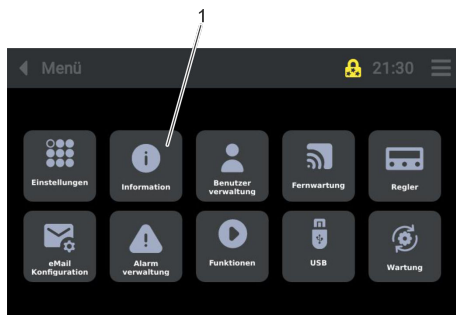 1
Menü
21:30
Einstellungen
Information
Benutzer
verwaltung
Fernwartung
Regler
eMail
Konfiguration
Alarm
verwaltung
Funktionen
USB
Wartung